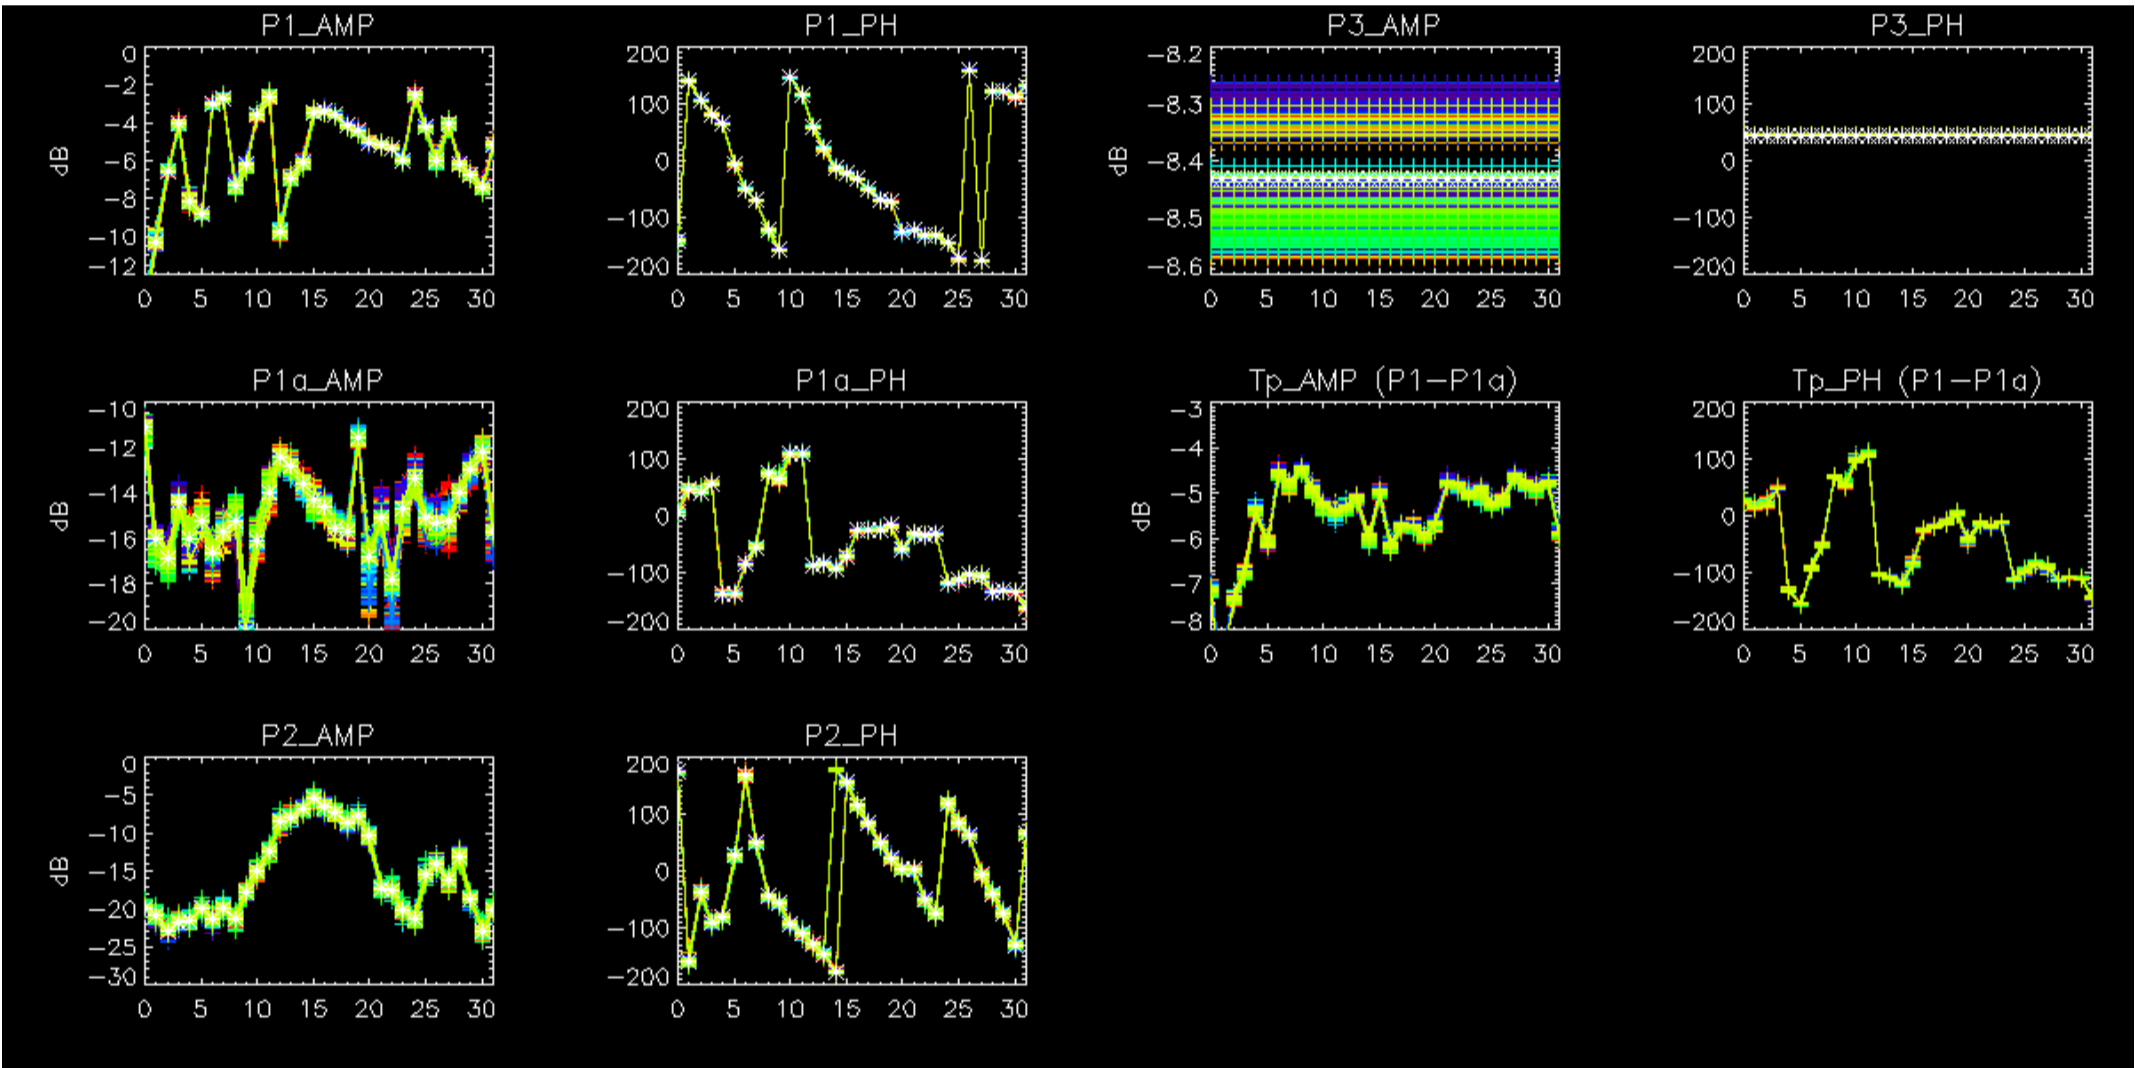 P1_AMP
P1_PH
P3_AMP
P3_PH
0
−2
−4
−6
−8
−10
−12
dB
0 5 10 15 20 25 30
200
100
0
−100
−200
0 5 10 15 20 25 30
−8.2
−8.3
−8.4
−8.5
−8.6
dB
0 5 10 15 20 25 30
200
100
0
−100
−200
0 5 10 15 20 25 30
P1a_AMP
P1a_PH
Tp_AMP (P1−P1a)
Tp_PH (P1−P1a)
−10
−12
−14
−16
−18
−20
dB
0 5 10 15 20 25 30
200
100
0
−100
−200
0 5 10 15 20 25 30
−3
−4
−5
−6
−7
−8
dB
0 5 10 15 20 25 30
200
100
0
−100
−200
0 5 10 15 20 25 30
P2_AMP
P2_PH
0
−5
−10
−15
−20
−25
−30
dB
0 5 10 15 20 25 30
200
100
0
−100
−200
0 5 10 15 20 25 30